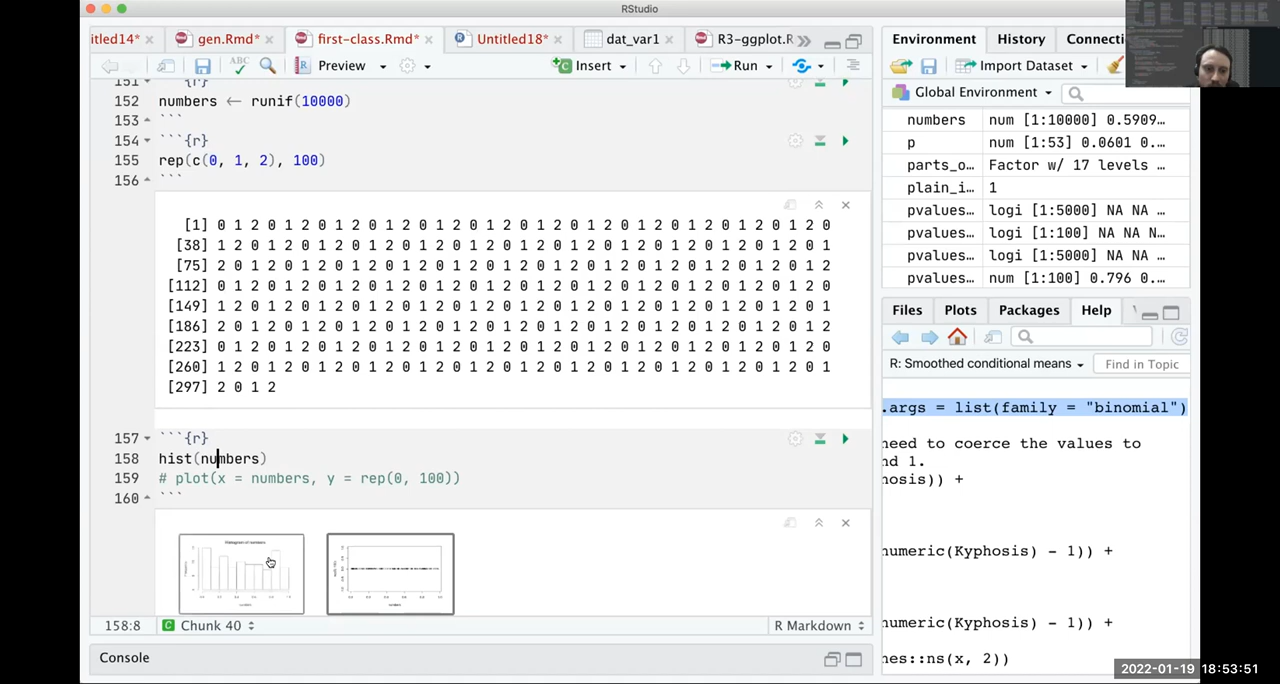 RStudio
itled14*
gen.Rmd*
first-class.Rmd*
Untitled18*
dat_var1
R3-ggplot.R
ABC
Preview
Insert
Run
151 ```{r}
152 numbers <- runif(10000)
153 ```
154 ```{r}
155 rep(c(0, 1, 2), 100)
156 ```
[1] 0 1 2 0 1 2 0 1 2 0 1 2 0 1 2 0 1 2 0 1 2 0 1 2 0 1 2 0 1 2 0 1 2 0 1 2 0
[38] 1 2 0 1 2 0 1 2 0 1 2 0 1 2 0 1 2 0 1 2 0 1 2 0 1 2 0 1 2 0 1 2 0 1 2 0 1
[75] 2 0 1 2 0 1 2 0 1 2 0 1 2 0 1 2 0 1 2 0 1 2 0 1 2 0 1 2 0 1 2 0 1 2 0 1 2
[112] 0 1 2 0 1 2 0 1 2 0 1 2 0 1 2 0 1 2 0 1 2 0 1 2 0 1 2 0 1 2 0 1 2 0 1 2 0
[149] 1 2 0 1 2 0 1 2 0 1 2 0 1 2 0 1 2 0 1 2 0 1 2 0 1 2 0 1 2 0 1 2 0 1 2 0 1
[186] 2 0 1 2 0 1 2 0 1 2 0 1 2 0 1 2 0 1 2 0 1 2 0 1 2 0 1 2 0 1 2 0 1 2 0 1 2
[223] 0 1 2 0 1 2 0 1 2 0 1 2 0 1 2 0 1 2 0 1 2 0 1 2 0 1 2 0 1 2 0 1 2 0 1 2 0
[260] 1 2 0 1 2 0 1 2 0 1 2 0 1 2 0 1 2 0 1 2 0 1 2 0 1 2 0 1 2 0 1 2 0 1 2 0 1
[297] 2 0 1 2
157 ```{r}
158 hist(numbers)
159 # plot(x = numbers, y = rep(0, 100))
160 ```
Histogram of numbers
numbers
numbers
158:8
Chunk 40
R Markdown
Console
Environment
History
Connecti
Import Dataset
Global Environment
numbers num [1:10000] 0.5909…
p num [1:53] 0.0601 0.…
parts_o… Factor w/ 17 levels …
plain_i… 1
pvalues… logi [1:5000] NA NA …
pvalues… logi [1:100] NA NA N…
pvalues… logi [1:5000] NA NA …
pvalues… num [1:100] 0.796 0.…
Files
Plots
Packages
Help
R: Smoothed conditional means
Find in Topic
.args = list(family = "binomial")
need to coerce the values to
nd 1.
nosis)) +
numeric(Kyphosis) - 1)) +
numeric(Kyphosis) - 1)) +
nes::ns(x, 2))
2022-01-19 18:53:51